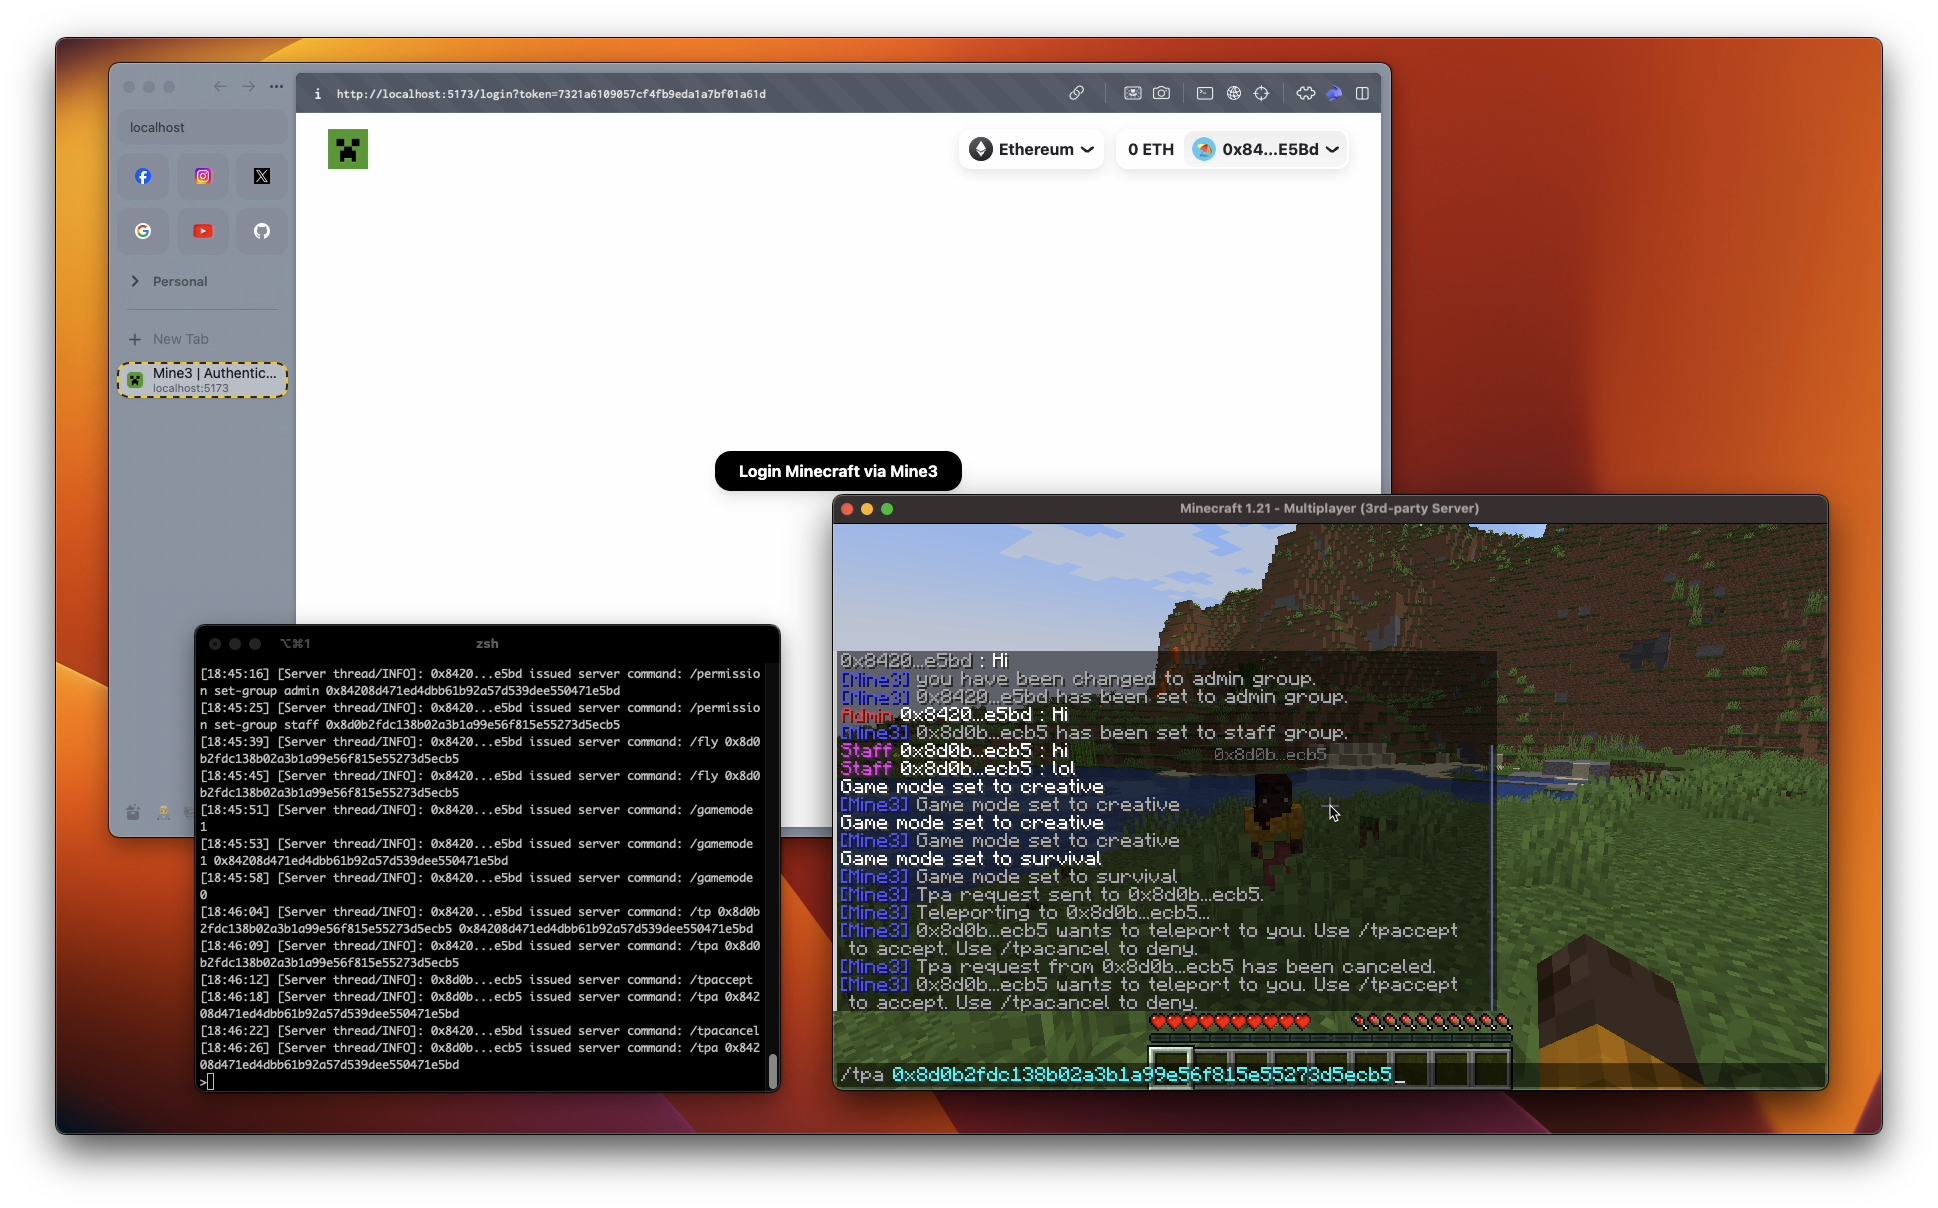 localhost
Personal
New Tab
Mine3 | Authentic...
localhost:5173
http://localhost:5173/login?token=7321a6109057cf4fb9eda1a7bf01a61d
Ethereum
0 ETH
0x84...E5Bd
Login Minecraft via Mine3
⌥⌘1
zsh
[18:45:16] [Server thread/INFO]: 0x8420...e5bd issued server command: /permissio
n set-group admin 0x84208d471ed4dbb61b92a57d539dee550471e5bd
[18:45:25] [Server thread/INFO]: 0x8420...e5bd issued server command: /permissio
n set-group staff 0x8d0b2fdc138b02a3b1a99e56f815e55273d5ecb5
[18:45:39] [Server thread/INFO]: 0x8420...e5bd issued server command: /fly 0x8d0
b2fdc138b02a3b1a99e56f815e55273d5ecb5
[18:45:45] [Server thread/INFO]: 0x8420...e5bd issued server command: /fly 0x8d0
b2fdc138b02a3b1a99e56f815e55273d5ecb5
[18:45:51] [Server thread/INFO]: 0x8420...e5bd issued server command: /gamemode
1
[18:45:53] [Server thread/INFO]: 0x8420...e5bd issued server command: /gamemode
1 0x84208d471ed4dbb61b92a57d539dee550471e5bd
[18:45:58] [Server thread/INFO]: 0x8420...e5bd issued server command: /gamemode
0
[18:46:04] [Server thread/INFO]: 0x8420...e5bd issued server command: /tp 0x8d0b
2fdc138b02a3b1a99e56f815e55273d5ecb5 0x84208d471ed4dbb61b92a57d539dee550471e5bd
[18:46:09] [Server thread/INFO]: 0x8420...e5bd issued server command: /tpa 0x8d0
b2fdc138b02a3b1a99e56f815e55273d5ecb5
[18:46:12] [Server thread/INFO]: 0x8d0b...ecb5 issued server command: /tpaccept
[18:46:18] [Server thread/INFO]: 0x8d0b...ecb5 issued server command: /tpa 0x842
08d471ed4dbb61b92a57d539dee550471e5bd
[18:46:22] [Server thread/INFO]: 0x8420...e5bd issued server command: /tpacancel
[18:46:26] [Server thread/INFO]: 0x8d0b...ecb5 issued server command: /tpa 0x842
08d471ed4dbb61b92a57d539dee550471e5bd
>
Minecraft 1.21 - Multiplayer (3rd-party Server)
0x8420...e5bd : Hi
[Mine3] you have been changed to admin group.
[Mine3] 0x8420...e5bd has been set to admin group.
Admin 0x8420...e5bd : Hi
[Mine3] 0x8d0b...ecb5 has been set to staff group.
Staff 0x8d0b...ecb5 : hi
0x8d0b...ecb5
Staff 0x8d0b...ecb5 : lol
Game mode set to creative
[Mine3] Game mode set to creative
Game mode set to creative
[Mine3] Game mode set to creative
Game mode set to survival
[Mine3] Game mode set to survival
[Mine3] Tpa request sent to 0x8d0b...ecb5.
[Mine3] Teleporting to 0x8d0b...ecb5...
[Mine3] 0x8d0b...ecb5 wants to teleport to you. Use /tpaccept
to accept. Use /tpacancel to deny.
[Mine3] Tpa request from 0x8d0b...ecb5 has been canceled.
[Mine3] 0x8d0b...ecb5 wants to teleport to you. Use /tpaccept
to accept. Use /tpacancel to deny.
/tpa 0x8d0b2fdc138b02a3b1a99e56f815e55273d5ecb5_